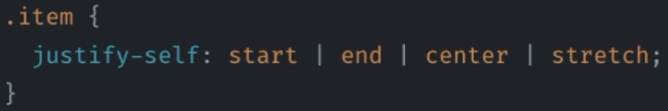 .item {
  justify-self: start | end | center | stretch;
}